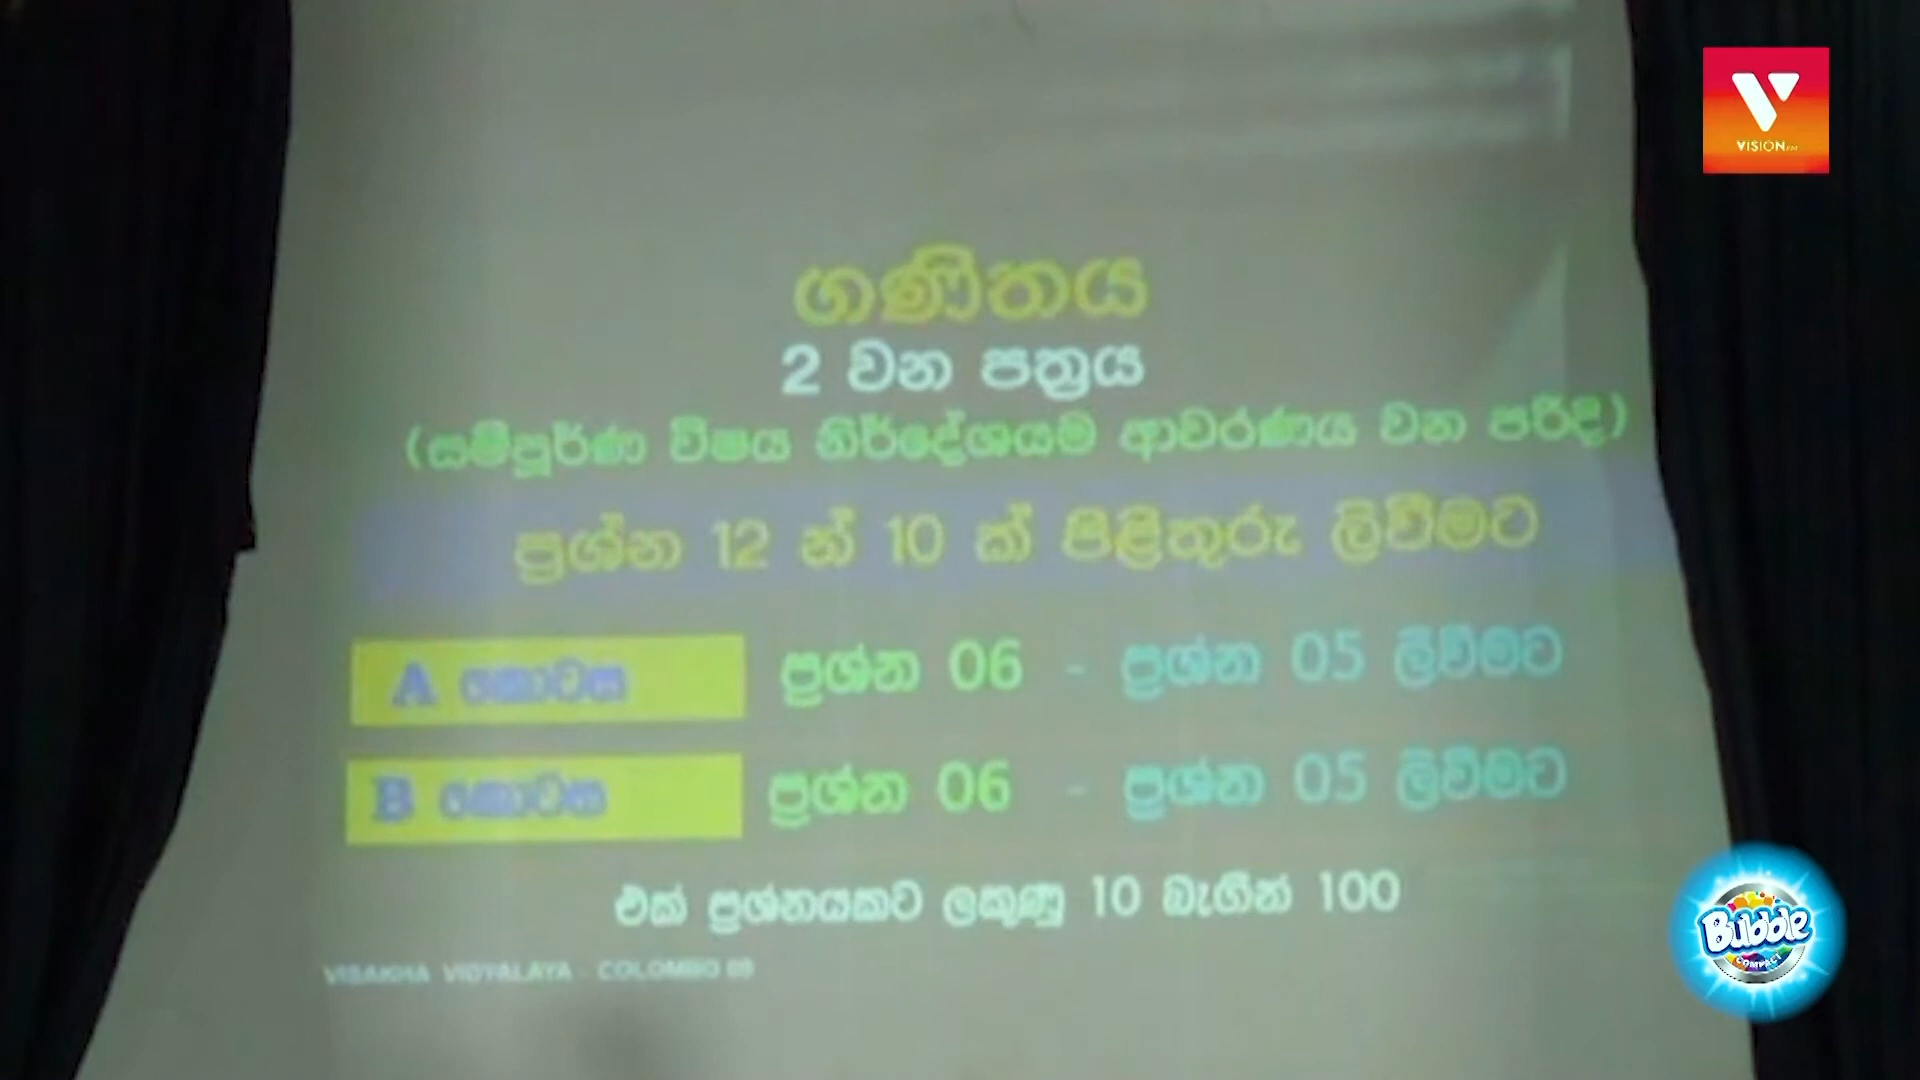 VISION FM
ගණිතය
2 වන පත්‍රය
(සම්පූර්ණ විෂය නිර්දේශයම ආවරණය වන පරිදි)
ප්‍රශ්න 12 න් 10 ක් පිළිතුරු ලිවීමට
A කොටස ප්‍රශ්න 06 - ප්‍රශ්න 05 ලිවීමට
B කොටස ප්‍රශ්න 06 - ප්‍රශ්න 05 ලිවීමට
එක් ප්‍රශ්නයකට ලකුණු 10 බැගින් 100
VISAKHA VIDYALAYA - COLOMBO 05
Bubble
COMPACT